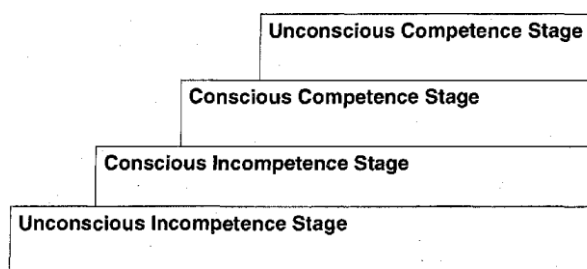 Unconscious Competence Stage
Conscious Competence Stage
Conscious Incompetence Stage
Unconscious Incompetence Stage